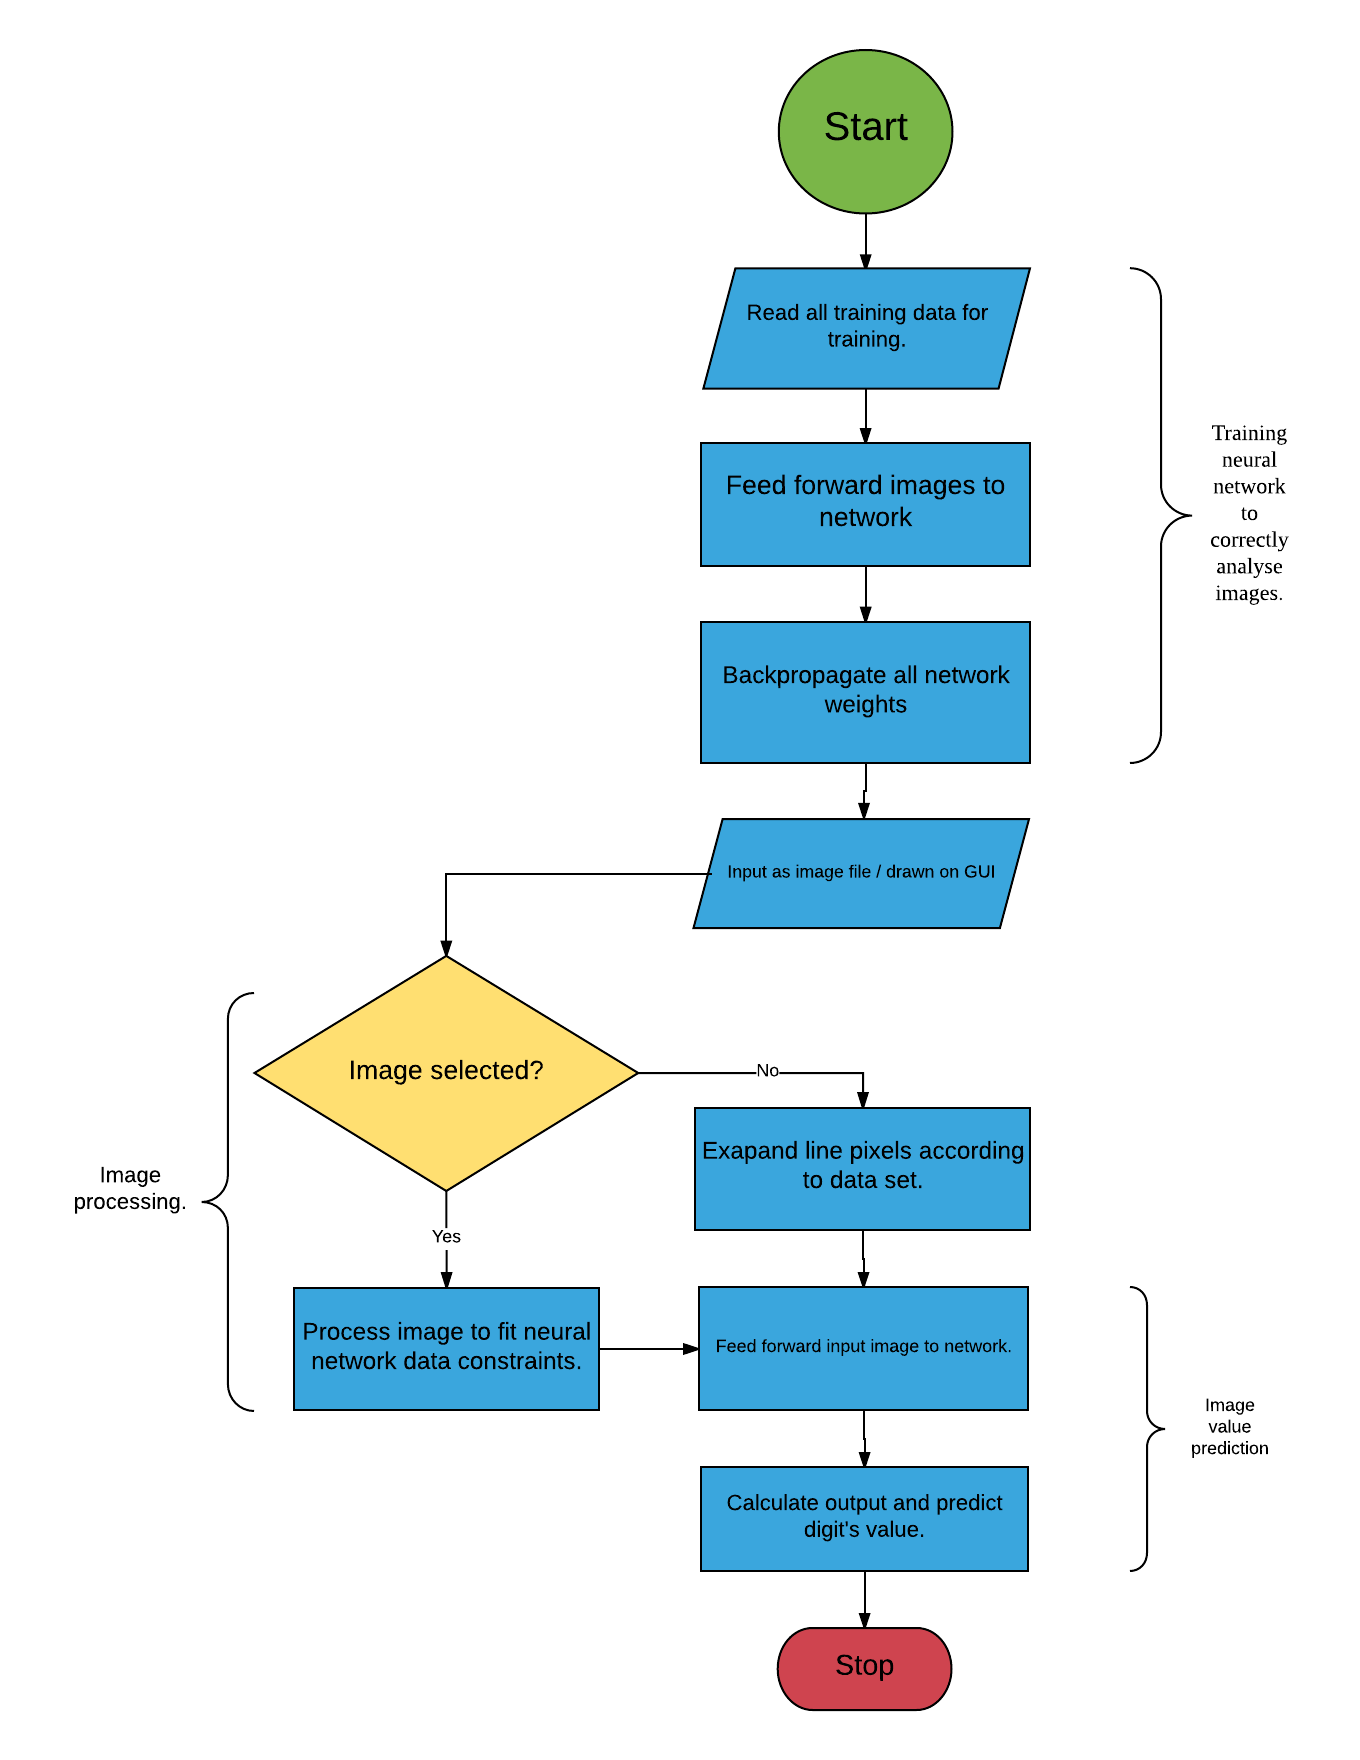 Start
Read all training data for
training.
Feed forward images to
network
Training
neural
network
to
correctly
analyse
images.
Backpropagate all network
weights
Input as image file / drawn on GUI
Image selected?
No
Exapand line pixels according
to data set.
Image
processing.
Yes
Process image to fit neural
network data constraints.
Feed forward input image to network.
Image
value
prediction
Calculate output and predict
digit's value.
Stop